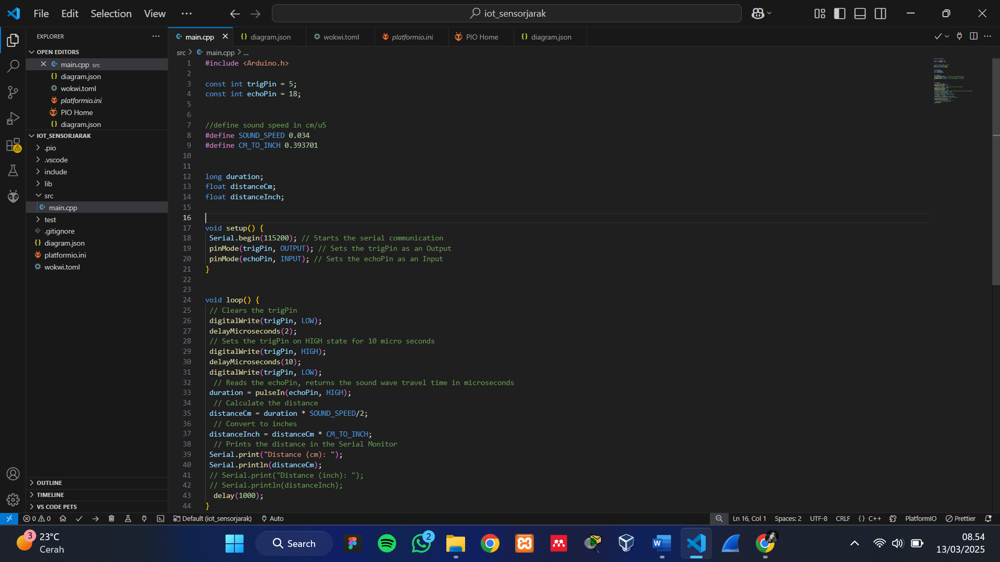 File Edit Selection View ···
iot_sensorjarak
EXPLORER
OPEN EDITORS
main.cpp src
diagram.json
wokwi.toml
platformio.ini
PIO Home
diagram.json
IOT_SENSORJARAK
.pio
.vscode
include
lib
src
main.cpp
test
.gitignore
diagram.json
platformio.ini
wokwi.toml
OUTLINE
TIMELINE
VS CODE PETS
main.cpp diagram.json wokwi.toml platformio.ini PIO Home diagram.json
src > main.cpp > ...
1 #include <Arduino.h>
2
3 const int trigPin = 5;
4 const int echoPin = 18;
5
6
7 //define sound speed in cm/uS
8 #define SOUND_SPEED 0.034
9 #define CM_TO_INCH 0.393701
10
11
12 long duration;
13 float distanceCm;
14 float distanceInch;
15
16
17 void setup() {
18 Serial.begin(115200); // Starts the serial communication
19 pinMode(trigPin, OUTPUT); // Sets the trigPin as an Output
20 pinMode(echoPin, INPUT); // Sets the echoPin as an Input
21 }
22
23
24 void loop() {
25 // Clears the trigPin
26 digitalWrite(trigPin, LOW);
27 delayMicroseconds(2);
28 // Sets the trigPin on HIGH state for 10 micro seconds
29 digitalWrite(trigPin, HIGH);
30 delayMicroseconds(10);
31 digitalWrite(trigPin, LOW);
32 // Reads the echoPin, returns the sound wave travel time in microseconds
33 duration = pulseIn(echoPin, HIGH);
34 // Calculate the distance
35 distanceCm = duration * SOUND_SPEED/2;
36 // Convert to inches
37 distanceInch = distanceCm * CM_TO_INCH;
38 // Prints the distance in the Serial Monitor
39 Serial.print("Distance (cm): ");
40 Serial.println(distanceCm);
41 // Serial.print("Distance (inch): ");
42 // Serial.println(distanceInch);
43 delay(1000);
44 }
0 0 Default (iot_sensorjarak) Auto Ln 16, Col 1 Spaces: 2 UTF-8 CRLF {} C++ PlatformIO Prettier
3 23°C
Cerah
Search
2
08.54
13/03/2025